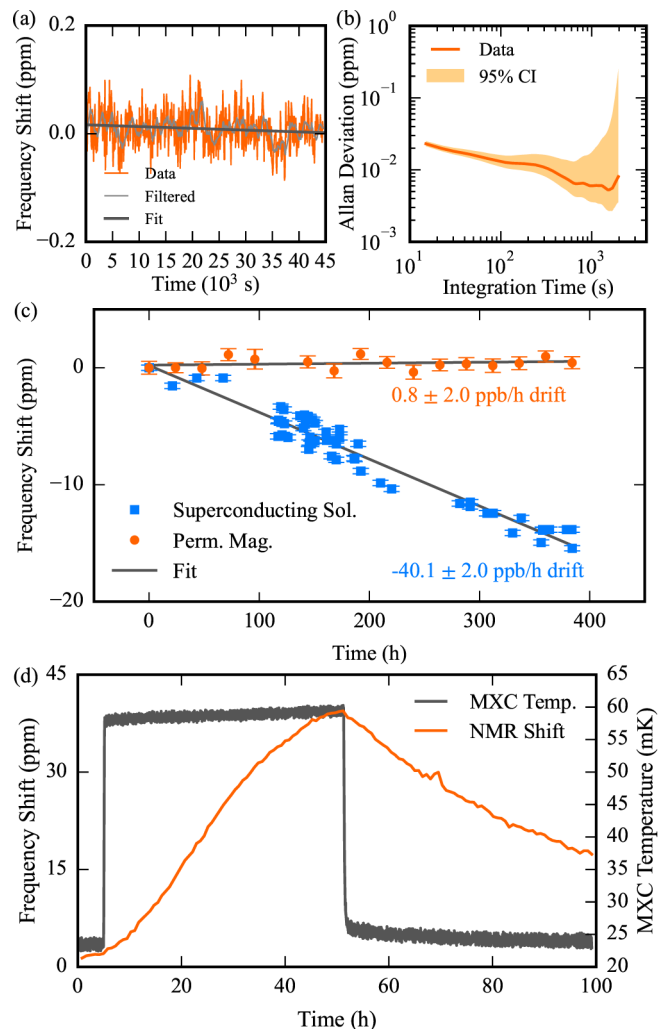 (a)
0.2
0.0
−0.2
Frequency Shift (ppm)
Data
Filtered
Fit
0 5 10 15 20 25 30 35 40 45
Time (10³ s)
(b)
10⁰
10⁻¹
10⁻²
10⁻³
Allan Deviation (ppm)
Data
95% CI
10¹ 10² 10³
Integration Time (s)
(c)
0
−10
−20
Frequency Shift (ppm)
0.8 ± 2.0 ppb/h drift
Superconducting Sol.
Perm. Mag.
Fit
-40.1 ± 2.0 ppb/h drift
0 100 200 300 400
Time (h)
(d)
45
30
15
0
Frequency Shift (ppm)
MXC Temp.
NMR Shift
65
60
55
50
45
40
35
30
25
20
MXC Temperature (mK)
0 20 40 60 80 100
Time (h)